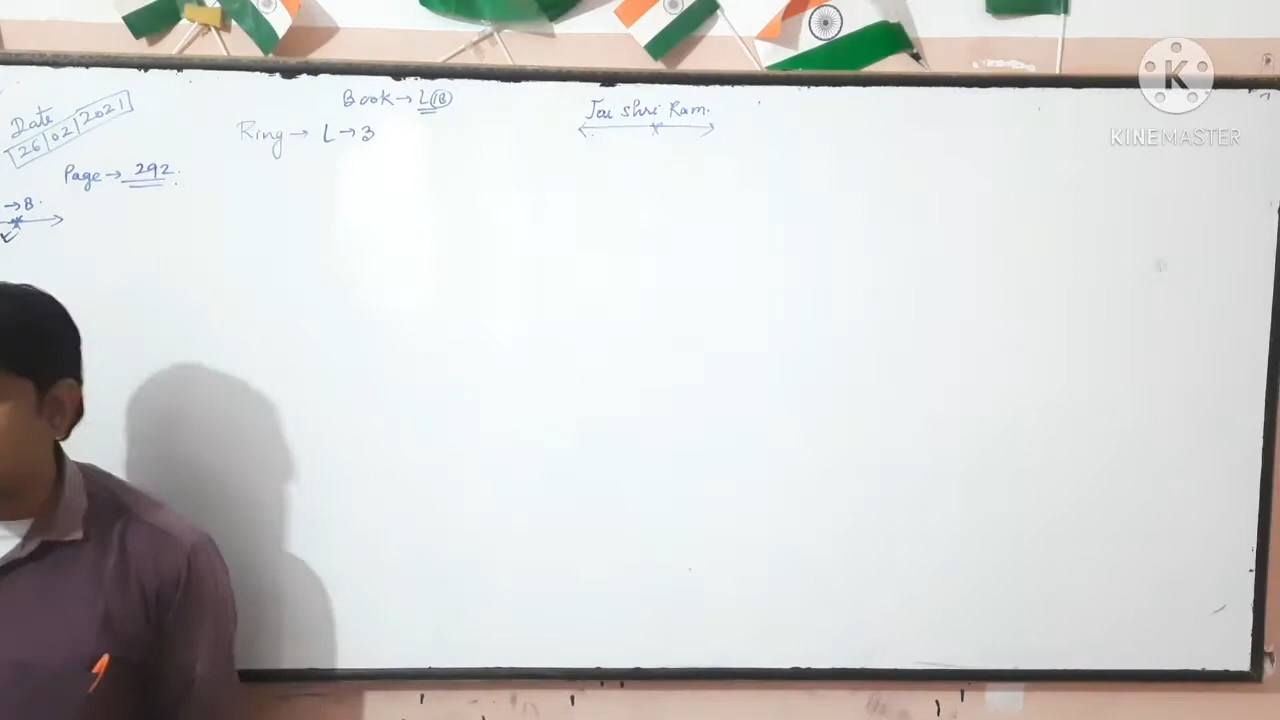 Date
26/02/2021
Book → L 18
Ring → L → 3
Jai Shri Ram.
Page → 292.
→ B.
KINEMASTER